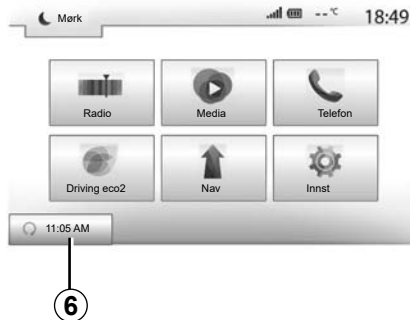 Mørk
--°C 18:49
Radio Media Telefon
Driving eco2 Nav Innst
11:05 AM
6